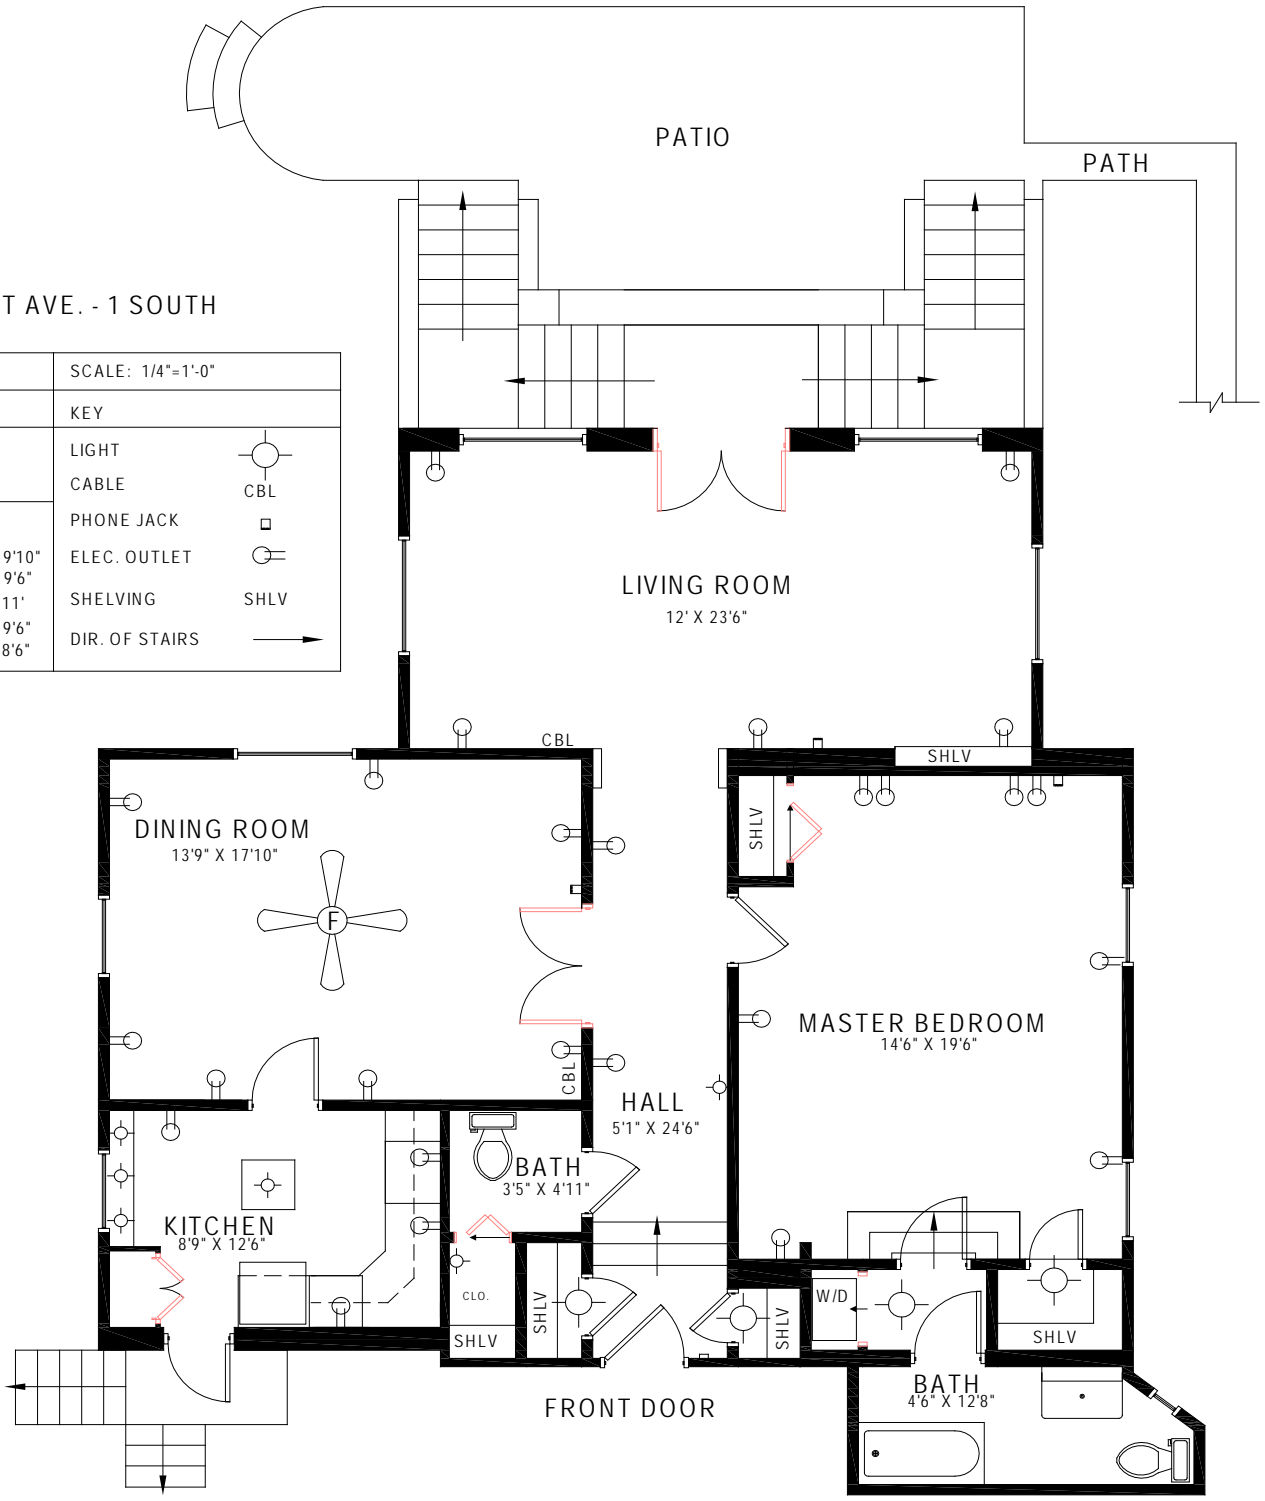 PATIO
PATH
T AVE. - 1 SOUTH
SCALE: 1/4"=1'-0"
KEY
LIGHT
CABLE
CBL
PHONE JACK
9'10"
ELEC. OUTLET
9'6"
11'
SHELVING
SHLV
9'6"
DIR. OF STAIRS
8'6"
LIVING ROOM
12' X 23'6"
CBL
SHLV
DINING ROOM
13'9" X 17'10"
SHLV
F
MASTER BEDROOM
14'6" X 19'6"
CBL
HALL
5'1" X 24'6"
BATH
3'5" X 4'11"
KITCHEN
8'9" X 12'6"
CLO.
SHLV
SHLV
SHLV
W/D
SHLV
BATH
4'6" X 12'8"
FRONT DOOR